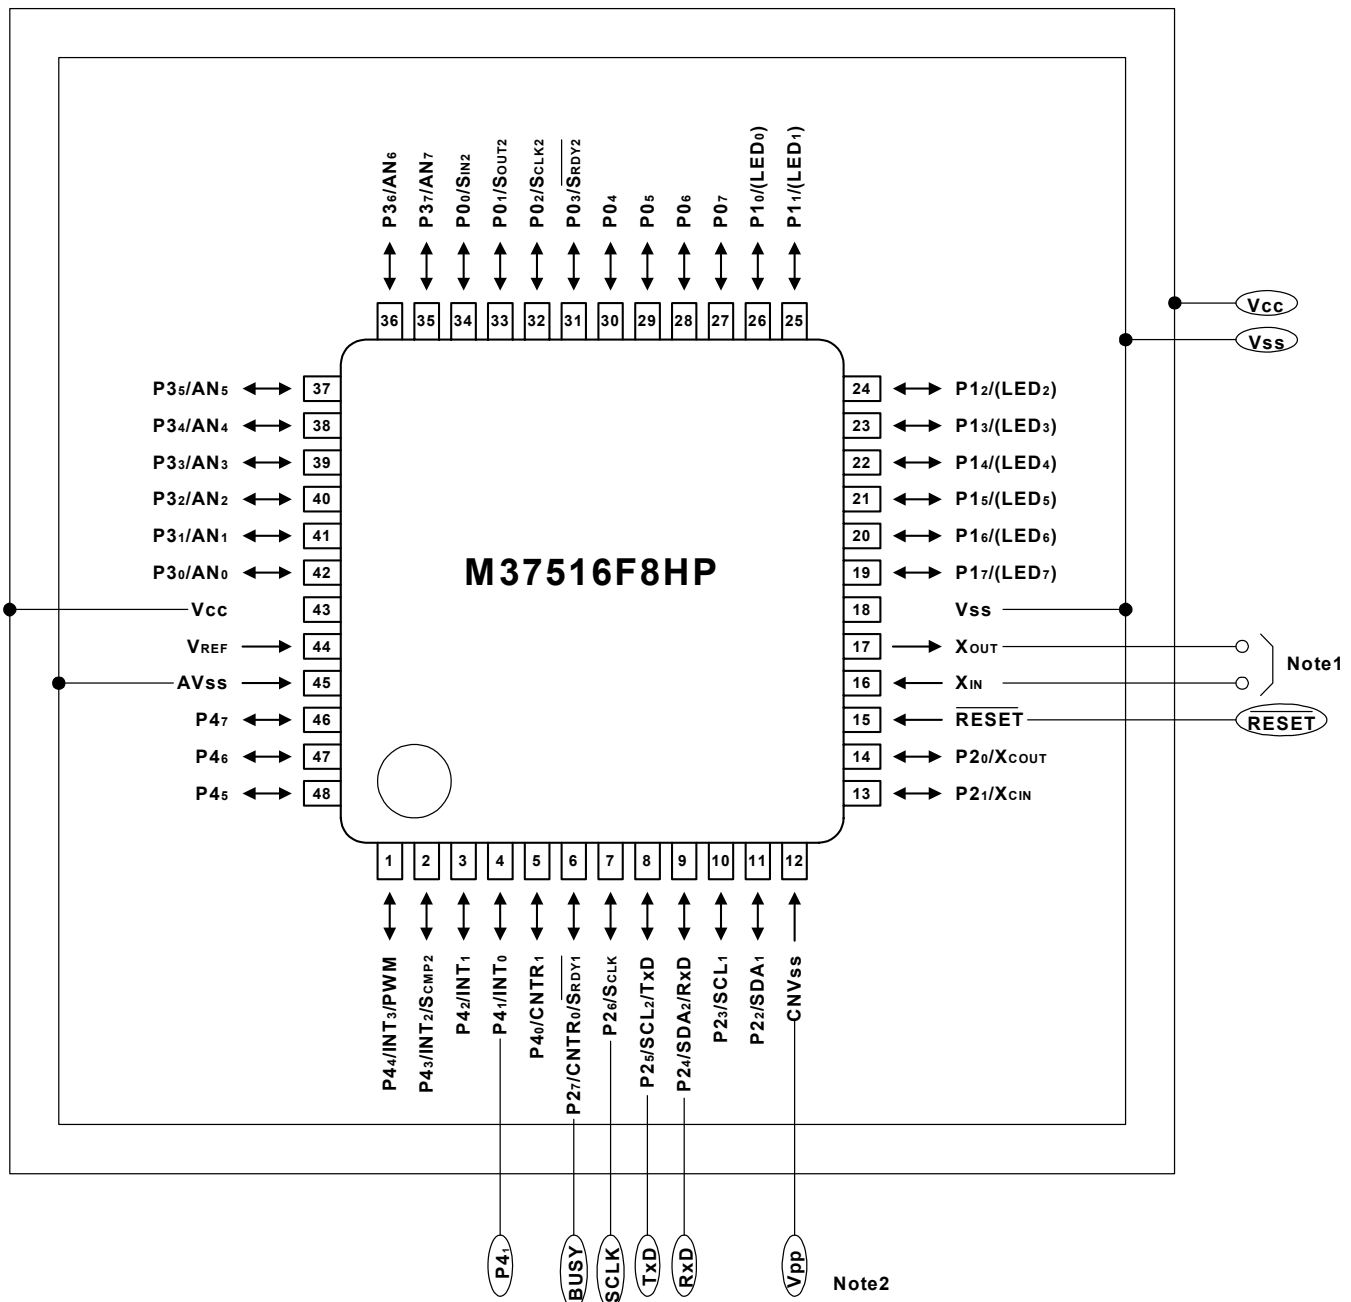 P36/AN6
P37/AN7
P00/SIN2
P01/SOUT2
P02/SCLK2
P03/SRDY2
P04
P05
P06
P07
P10/(LED0)
P11/(LED1)
36 35 34 33 32 31 30 29 28 27 26 25
Vcc
Vss
P35/AN5 37
P34/AN4 38
P33/AN3 39
P32/AN2 40
P31/AN1 41
P30/AN0 42
Vcc 43
VREF 44
AVss 45
P47 46
P46 47
P45 48
M37516F8HP
24 P12/(LED2)
23 P13/(LED3)
22 P14/(LED4)
21 P15/(LED5)
20 P16/(LED6)
19 P17/(LED7)
18 Vss
17 XOUT
16 XIN
Note1
15 RESET RESET
14 P20/XCOUT
13 P21/XCIN
1 2 3 4 5 6 7 8 9 10 11 12
P44/INT3/PWM
P43/INT2/SCMP2
P42/INT1
P41/INT0
P40/CNTR1
P27/CNTR0/SRDY1
P26/SCLK
P25/SCL2/TxD
P24/SDA2/RxD
P23/SCL1
P22/SDA1
CNVss
P41
BUSY
SCLK
TxD
RxD
Vpp
Note2